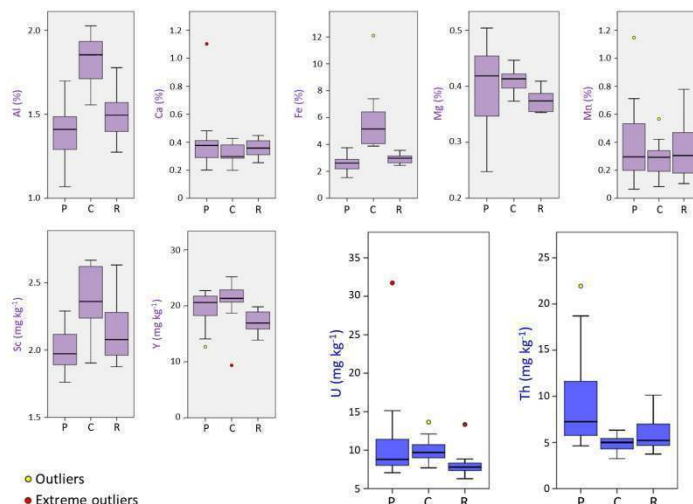 Al (%)
2.0
1.5
1.0
P C R
Ca (%)
1.2
1.0
0.8
0.6
0.4
0.2
0
P C R
Fe (%)
12
10
8
6
4
2
0
P C R
Mg (%)
0.5
0.4
0.3
0.2
P C R
Mn (%)
1.2
1.0
0.8
0.6
0.4
0.2
0
P C R
Sc (mg kg⁻¹)
2.5
2.0
1.5
P C R
Y (mg kg⁻¹)
30
20
10
0
P C R
U (mg kg⁻¹)
30
25
20
15
10
5
P C R
Th (mg kg⁻¹)
25
20
15
10
5
0
P C R
Outliers
Extreme outliers